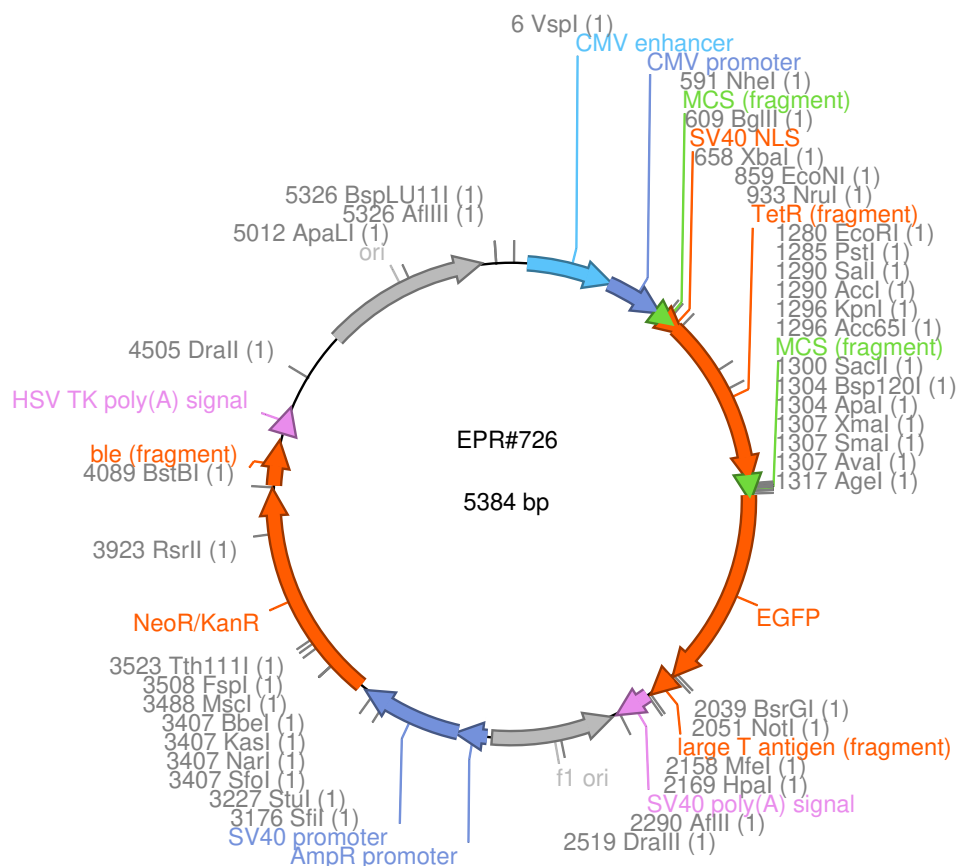 6 VspI (1)
CMV enhancer
CMV promoter
591 NheI (1)
MCS (fragment)
609 BglII (1)
SV40 NLS
658 XbaI (1)
859 EcoNI (1)
933 NruI (1)
TetR (fragment)
1280 EcoRI (1)
1285 PstI (1)
1290 SalI (1)
1290 AccI (1)
1296 KpnI (1)
1296 Acc65I (1)
MCS (fragment)
1300 SacII (1)
1304 Bsp120I (1)
1304 ApaI (1)
1307 XmaI (1)
1307 SmaI (1)
1307 AvaI (1)
1317 AgeI (1)
EGFP
2039 BsrGI (1)
2051 NotI (1)
large T antigen (fragment)
2158 MfeI (1)
2169 HpaI (1)
SV40 poly(A) signal
2290 AflII (1)
2519 DraIII (1)
f1 ori
AmpR promoter
SV40 promoter
3176 SfiI (1)
3227 StuI (1)
3407 SfoI (1)
3407 NarI (1)
3407 KasI (1)
3407 BbeI (1)
3488 MscI (1)
3508 FspI (1)
3523 Tth111I (1)
NeoR/KanR
3923 RsrII (1)
4089 BstBI (1)
ble (fragment)
HSV TK poly(A) signal
4505 DraII (1)
ori
5012 ApaLI (1)
5326 AflIII (1)
5326 BspLU11I (1)
EPR#726
5384 bp